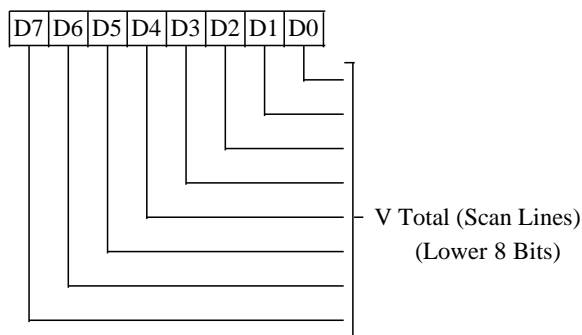 D7 D6 D5 D4 D3 D2 D1 D0
V Total (Scan Lines)
(Lower 8 Bits)